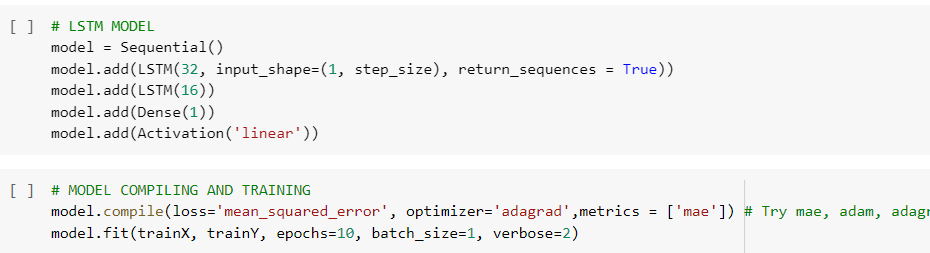 [ ] # LSTM MODEL
model = Sequential()
model.add(LSTM(32, input_shape=(1, step_size), return_sequences = True))
model.add(LSTM(16))
model.add(Dense(1))
model.add(Activation('linear'))
[ ] # MODEL COMPILING AND TRAINING
model.compile(loss='mean_squared_error', optimizer='adagrad',metrics = ['mae']) # Try mae, adam, adagr
model.fit(trainX, trainY, epochs=10, batch_size=1, verbose=2)